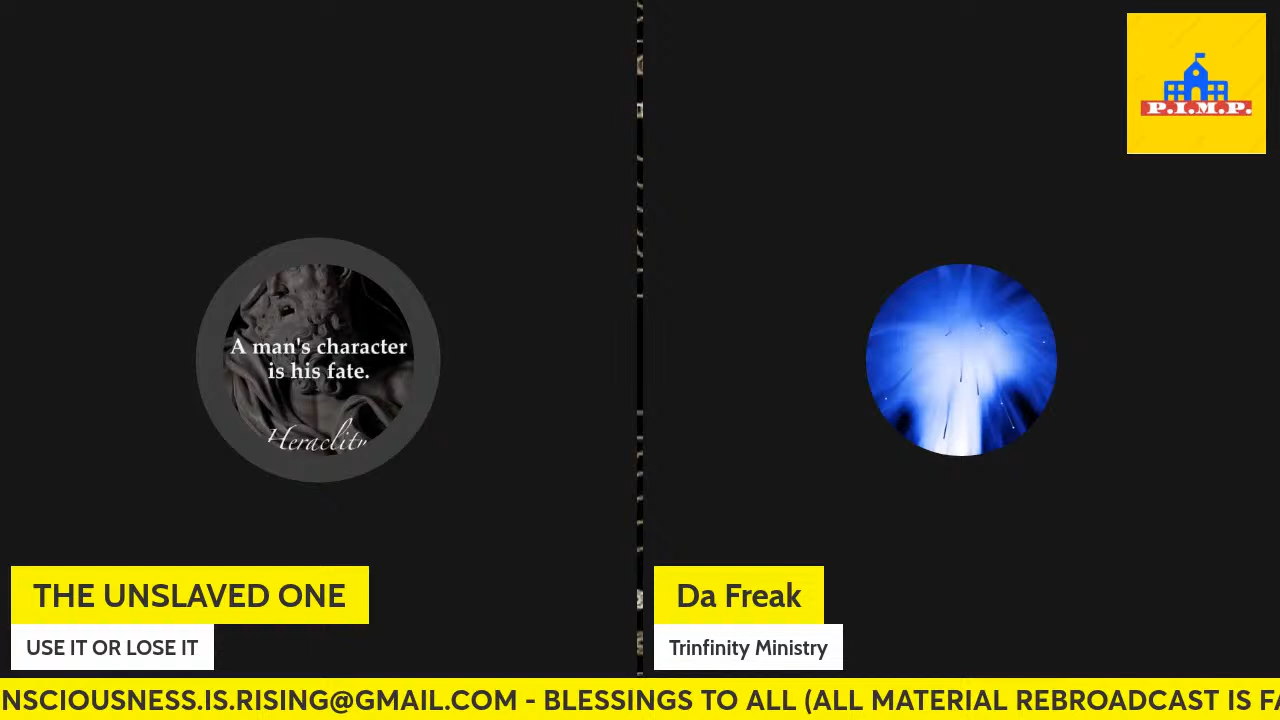 P.I.M.P.
A man's character
is his fate.
THE UNSLAVED ONE
USE IT OR LOSE IT
Da Freak
Trinfinity Ministry
NSCIOUSNESS.IS.RISING@GMAIL.COM - BLESSINGS TO ALL (ALL MATERIAL REBROADCAST IS FA